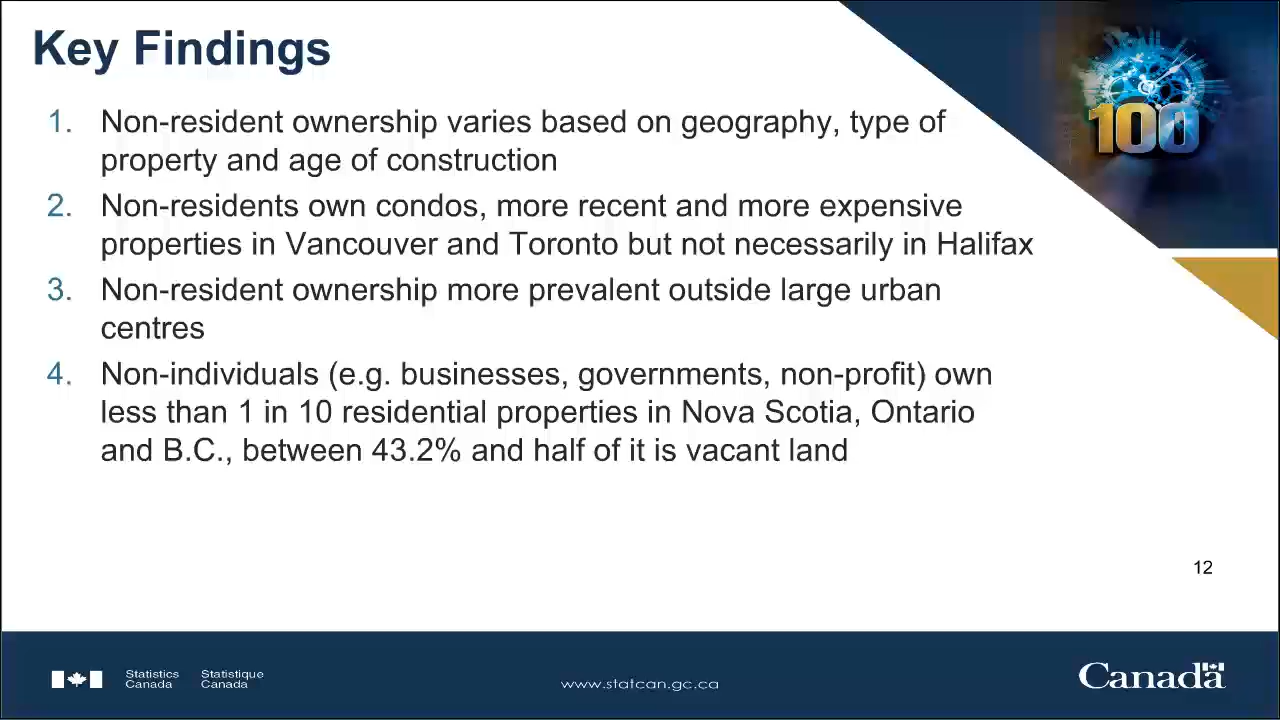 Key Findings
100
1. Non-resident ownership varies based on geography, type of
property and age of construction
2. Non-residents own condos, more recent and more expensive
properties in Vancouver and Toronto but not necessarily in Halifax
3. Non-resident ownership more prevalent outside large urban
centres
4. Non-individuals (e.g. businesses, governments, non-profit) own
less than 1 in 10 residential properties in Nova Scotia, Ontario
and B.C., between 43.2% and half of it is vacant land
12
Statistics Statistique
Canada Canada
www.statcan.gc.ca
Canada